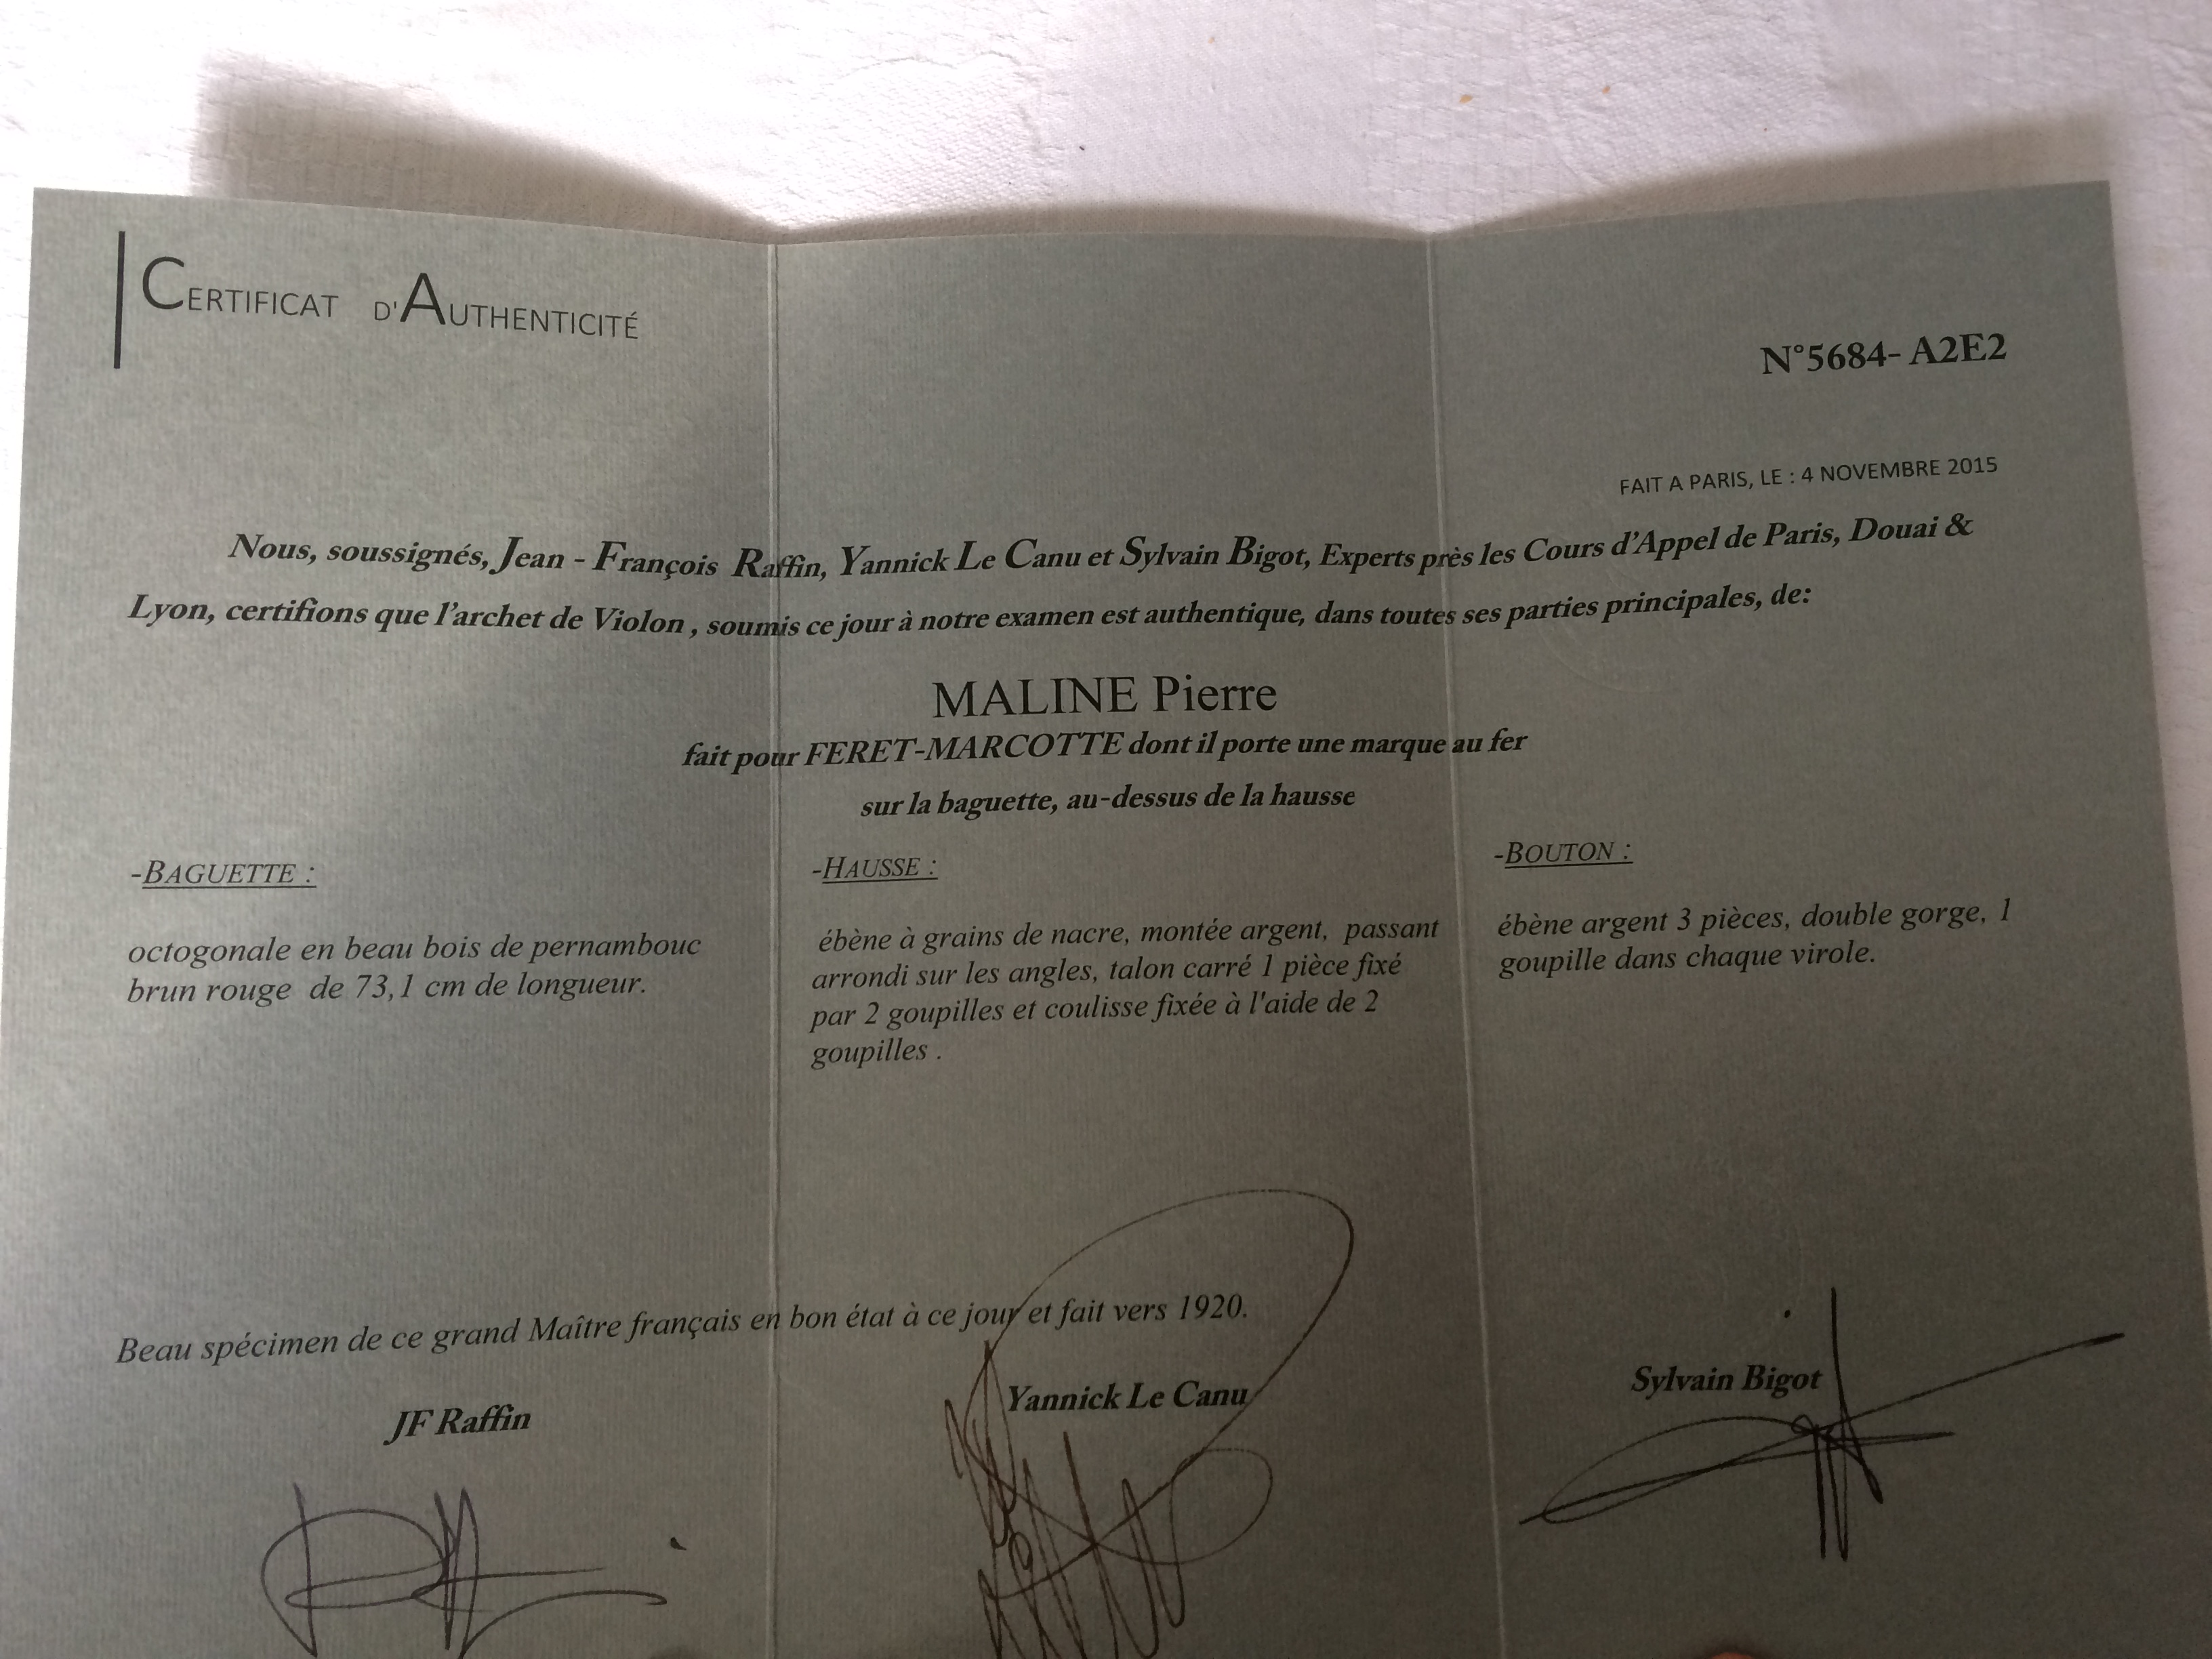 CERTIFICAT D'AUTHENTICITÉ
N°5684- A2E2
FAIT A PARIS, LE : 4 NOVEMBRE 2015
Nous, soussignés, Jean - François Raffin, Yannick Le Canu et Sylvain Bigot, Experts près les Cours d'Appel de Paris, Douai &
Lyon, certifions que l'archet de Violon , soumis ce jour à notre examen est authentique, dans toutes ses parties principales, de:
MALINE Pierre
fait pour FERET-MARCOTTE dont il porte une marque au fer
sur la baguette, au-dessus de la hausse
-BAGUETTE :
octogonale en beau bois de pernambouc
brun rouge de 73,1 cm de longueur.
-HAUSSE :
ébène à grains de nacre, montée argent, passant
arrondi sur les angles, talon carré 1 pièce fixé
par 2 goupilles et coulisse fixée à l'aide de 2
goupilles .
-BOUTON :
ébène argent 3 pièces, double gorge, 1
goupille dans chaque virole.
Beau spécimen de ce grand Maître français en bon état à ce jour et fait vers 1920.
JF Raffin
Yannick Le Canu
Sylvain Bigot